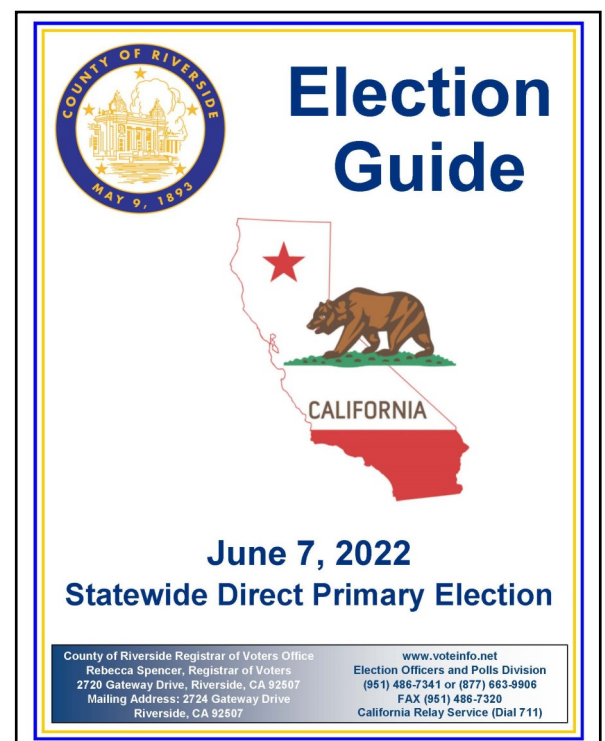 COUNTY OF RIVERSIDE
MAY 9, 1893
Election
Guide
CALIFORNIA
June 7, 2022
Statewide Direct Primary Election
County of Riverside Registrar of Voters Office
Rebecca Spencer, Registrar of Voters
2720 Gateway Drive, Riverside, CA 92507
Mailing Address: 2724 Gateway Drive
Riverside, CA 92507
www.voteinfo.net
Election Officers and Polls Division
(951) 486-7341 or (877) 663-9906
FAX (951) 486-7320
California Relay Service (Dial 711)